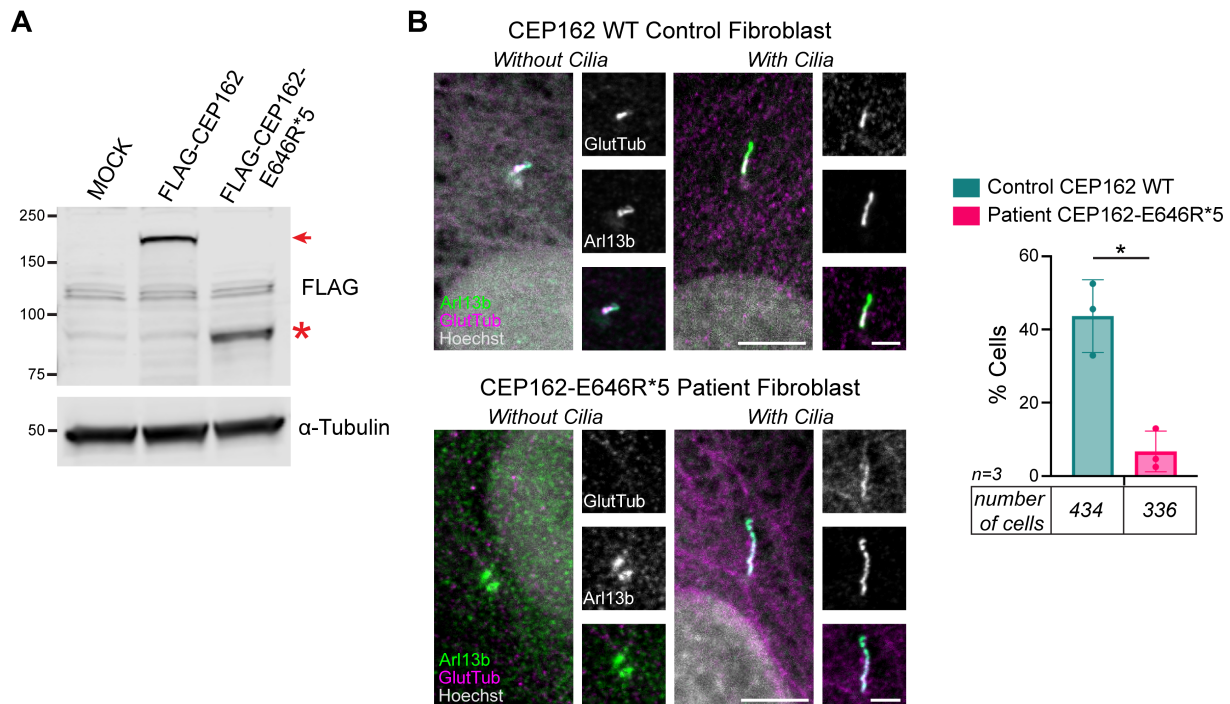 A
MOCK
FLAG-CEP162
FLAG-CEP162-
E646R*5
250
150
100
75
50
FLAG
*
α-Tubulin
B
CEP162 WT Control Fibroblast
Without Cilia
With Cilia
GlutTub
Arl13b
Arl13b
GlutTub
Hoechst
CEP162-E646R*5 Patient Fibroblast
Without Cilia
With Cilia
GlutTub
Arl13b
Arl13b
GlutTub
Hoechst
Control CEP162 WT
Patient CEP162-E646R*5
*
60
40
20
0
% Cells
n=3
number
of cells
434
336